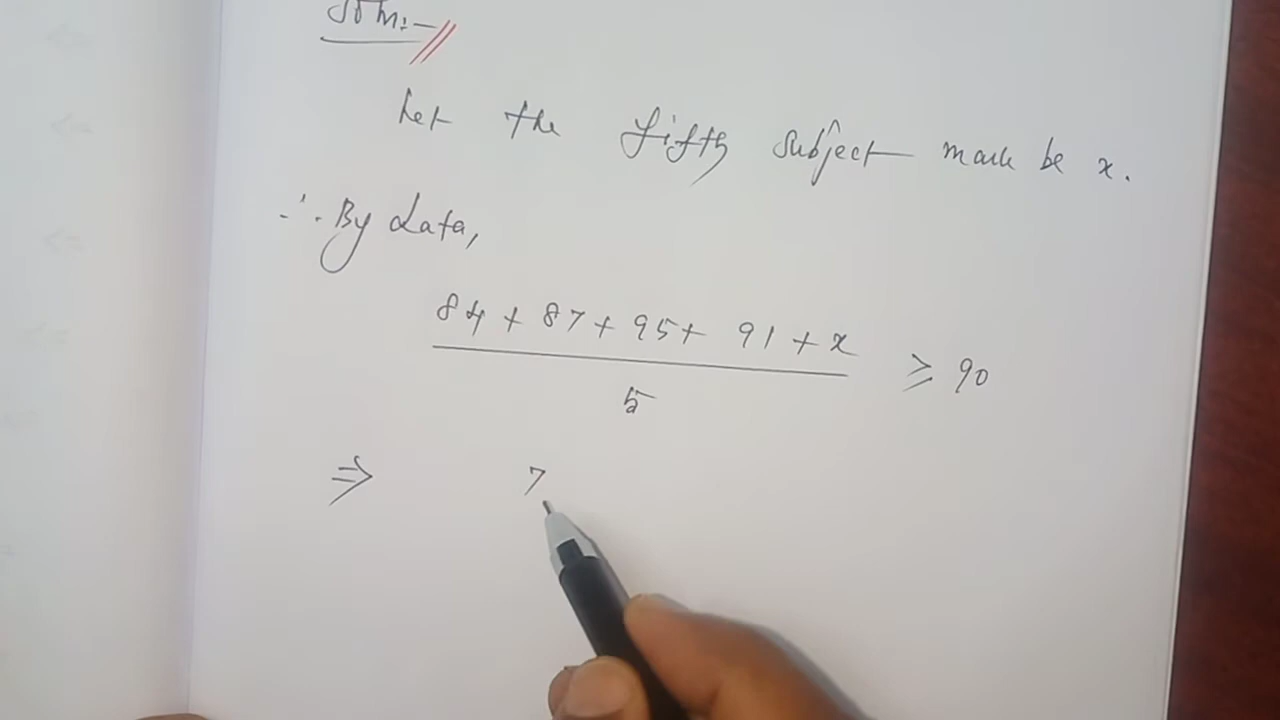 Soln:-
Let the fifth subject mark be x.
∴ By data,
84 + 87 + 95 + 91 + x
5
≥ 90
⇒ 7